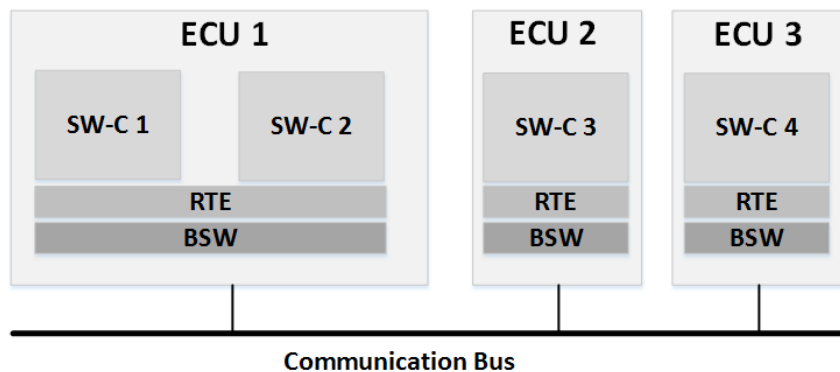 ECU 1
SW-C 1
SW-C 2
RTE
BSW
ECU 2
SW-C 3
RTE
BSW
ECU 3
SW-C 4
RTE
BSW
Communication Bus